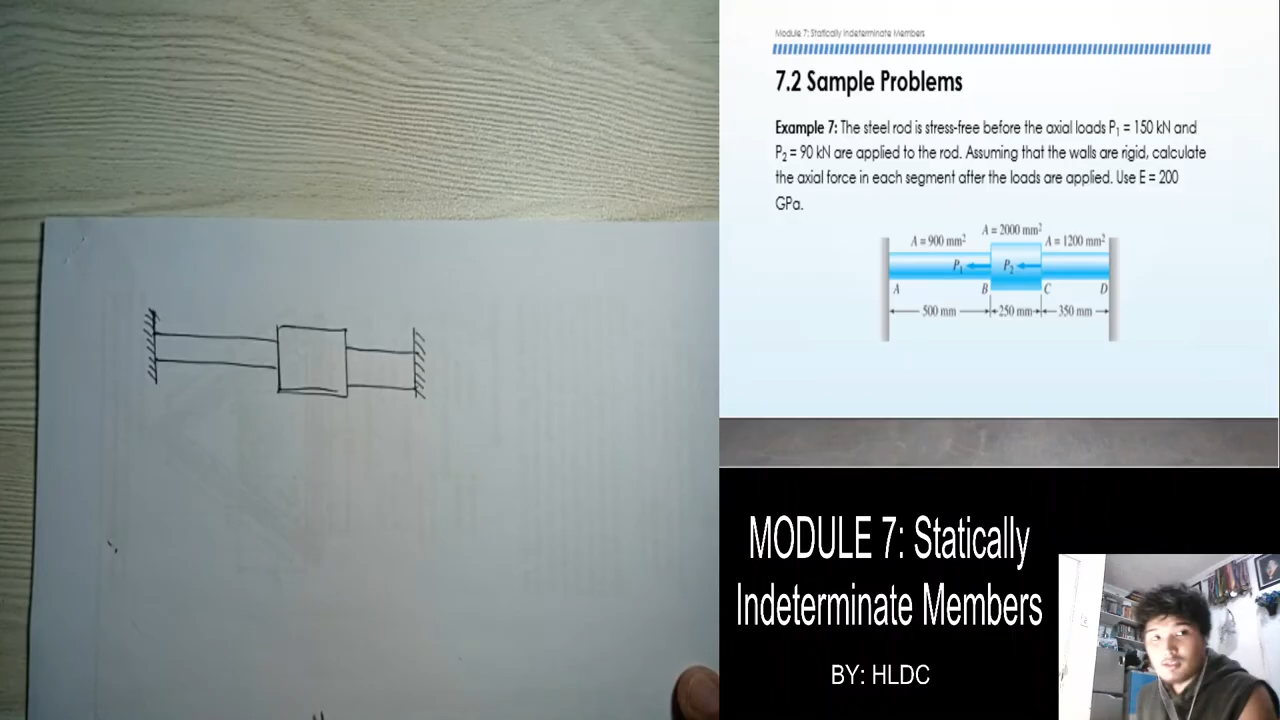 Module 7: Statically Indeterminate Members
7.2 Sample Problems
Example 7: The steel rod is stress-free before the axial loads P₁ = 150 kN and
P₂ = 90 kN are applied to the rod. Assuming that the walls are rigid, calculate
the axial force in each segment after the loads are applied. Use E = 200
GPa.
A = 2000 mm²
A = 900 mm² A = 1200 mm²
P₁ P₂
A B C D
500 mm 250 mm 350 mm
MODULE 7: Statically
Indeterminate Members
BY: HLDC